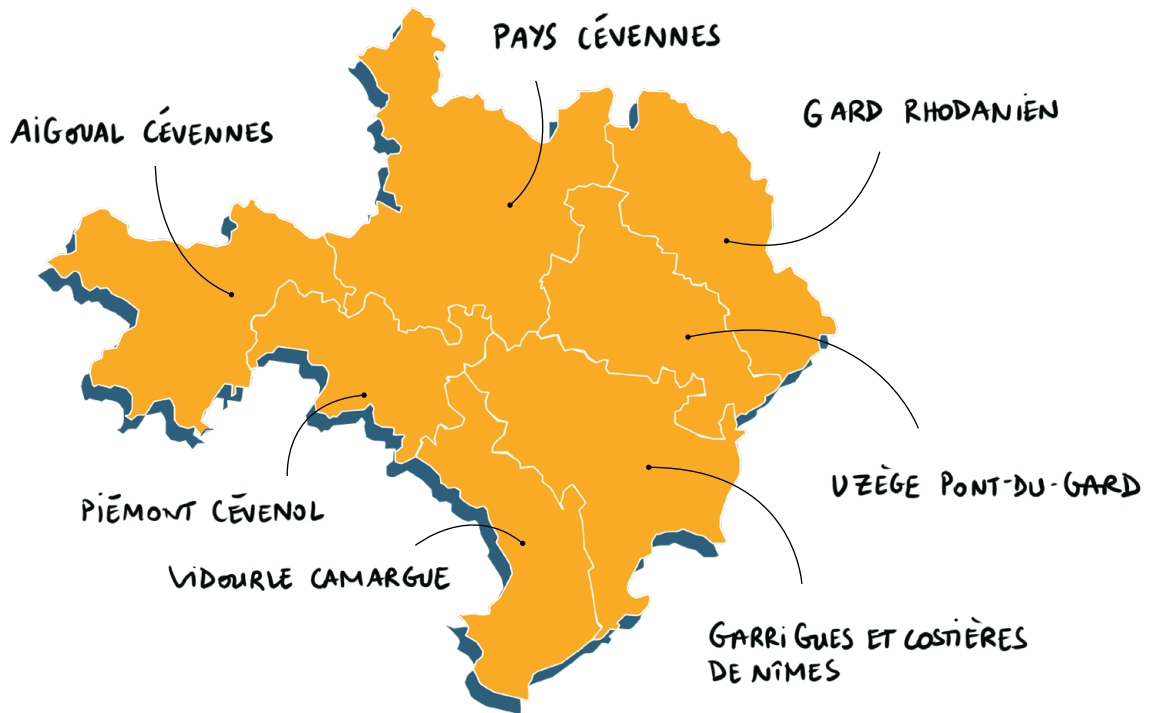 PAYS CÉVENNES
GARD RHODANIEN
AIGOUAL CÉVENNES
UZÈGE PONT-DU-GARD
PIÉMONT CÉVENOL
VIDOURLE CAMARGUE
GARRIGUES ET COSTIÈRES
DE NÎMES